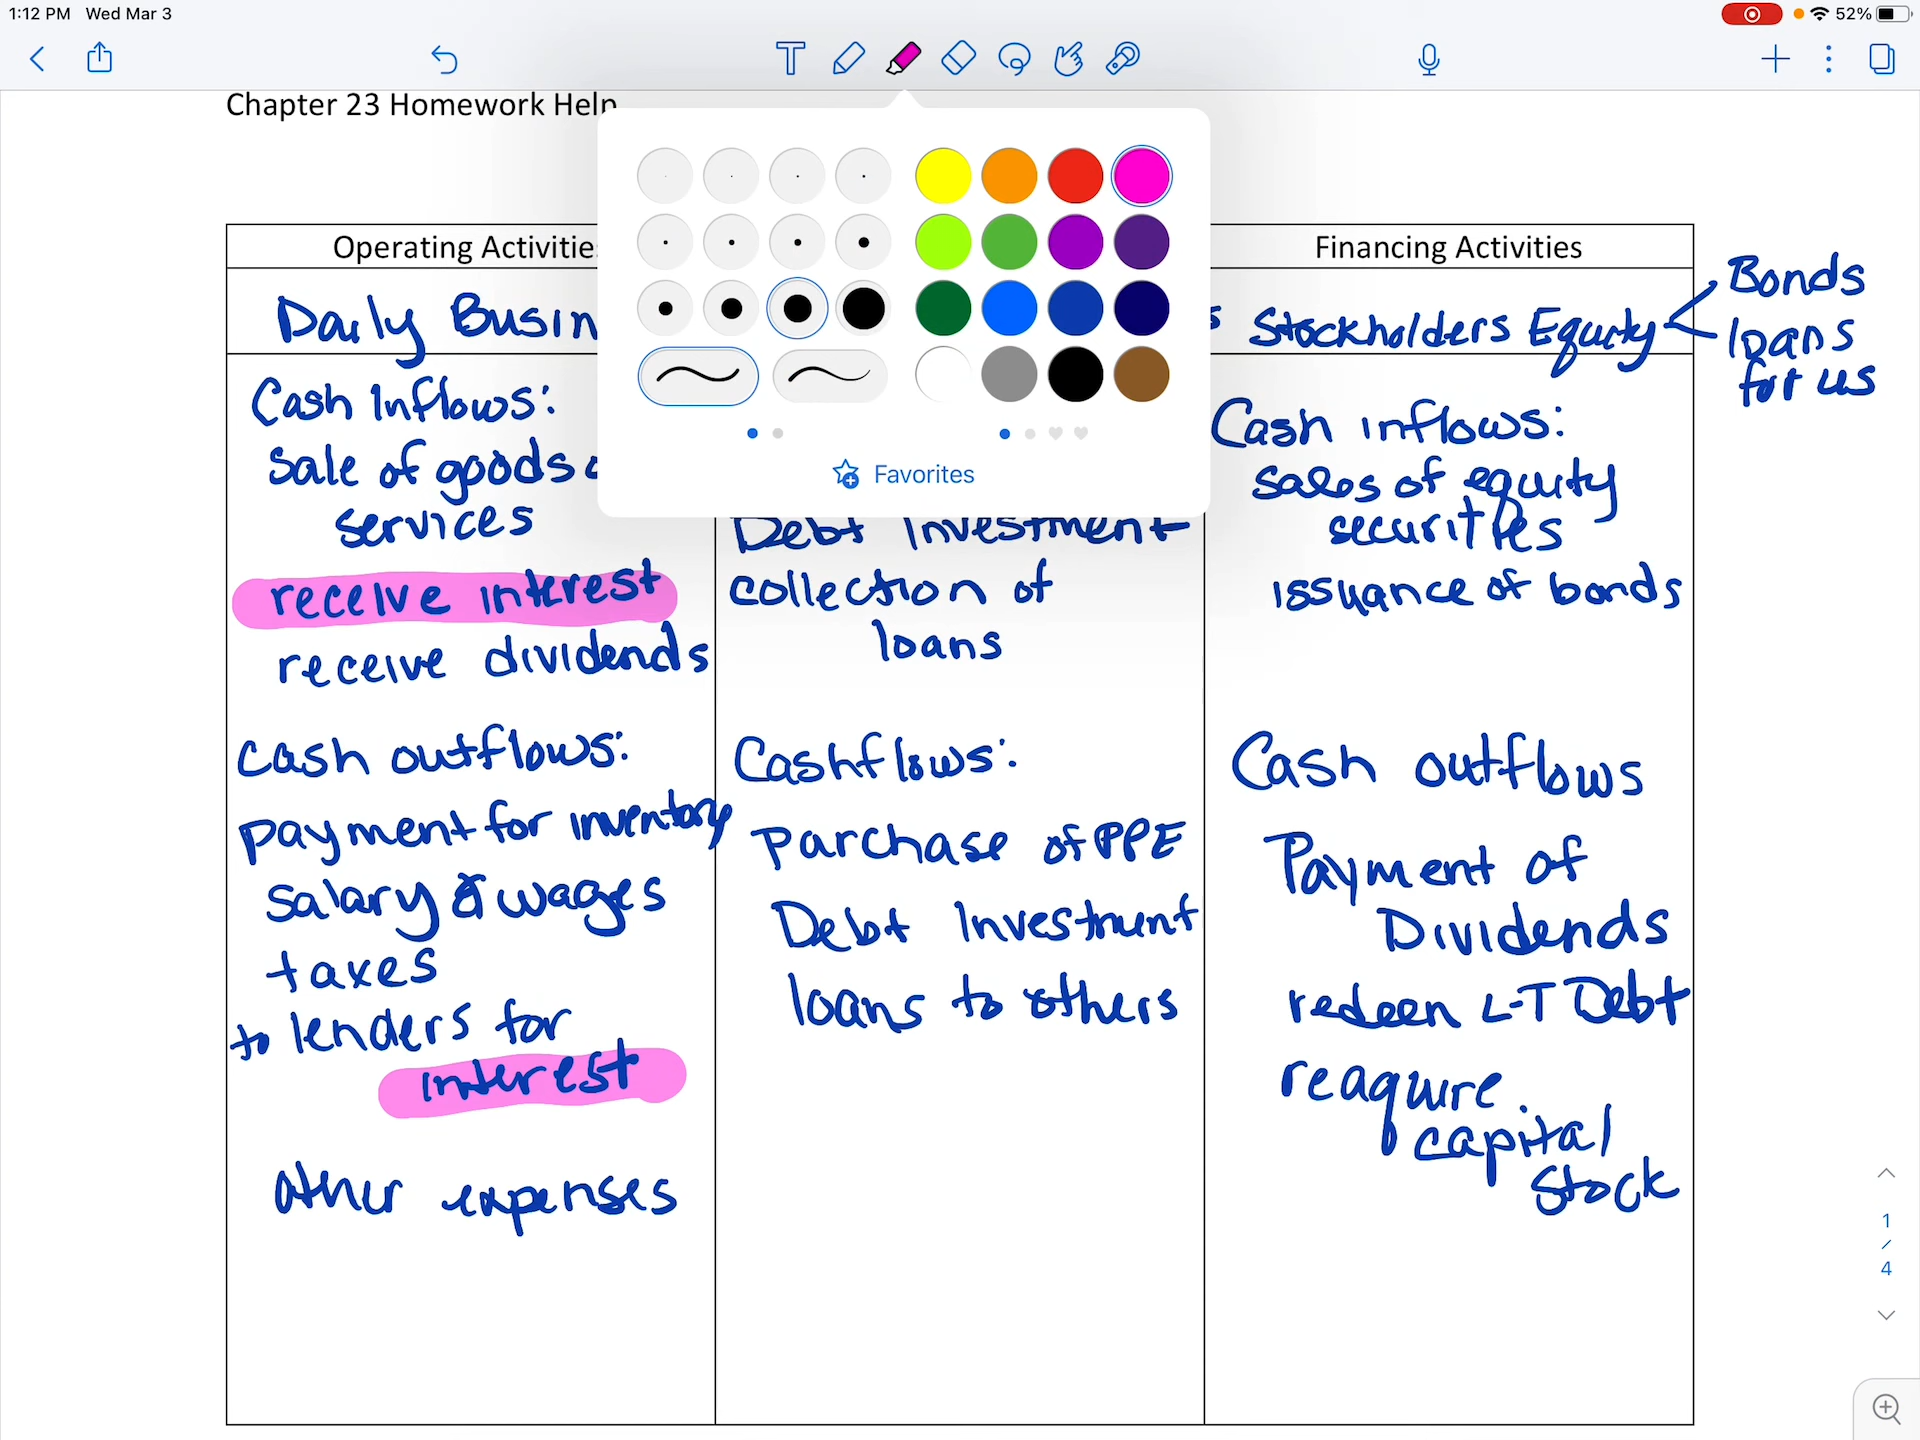 1:12 PM Wed Mar 3
52%
Chapter 23 Homework Help
Operating Activities
Financing Activities
Daily Busin
s Stockholders Equity
Bonds
loans
for us
Cash Inflows:
sale of goods
services
receive interest
receive dividends
Cash outflows:
payment for inventory
salary & wages
taxes
to lenders for
interest
other expenses
Favorites
Debt Investment
collection of
loans
Cashflows:
Purchase of PPE
Debt Investment
loans to others
Cash inflows:
sales of equity
securities
issuance of bonds
Cash outflows
Payment of
Dividends
redeen L-T Debt
reaquire
capital
stock
1
/
4